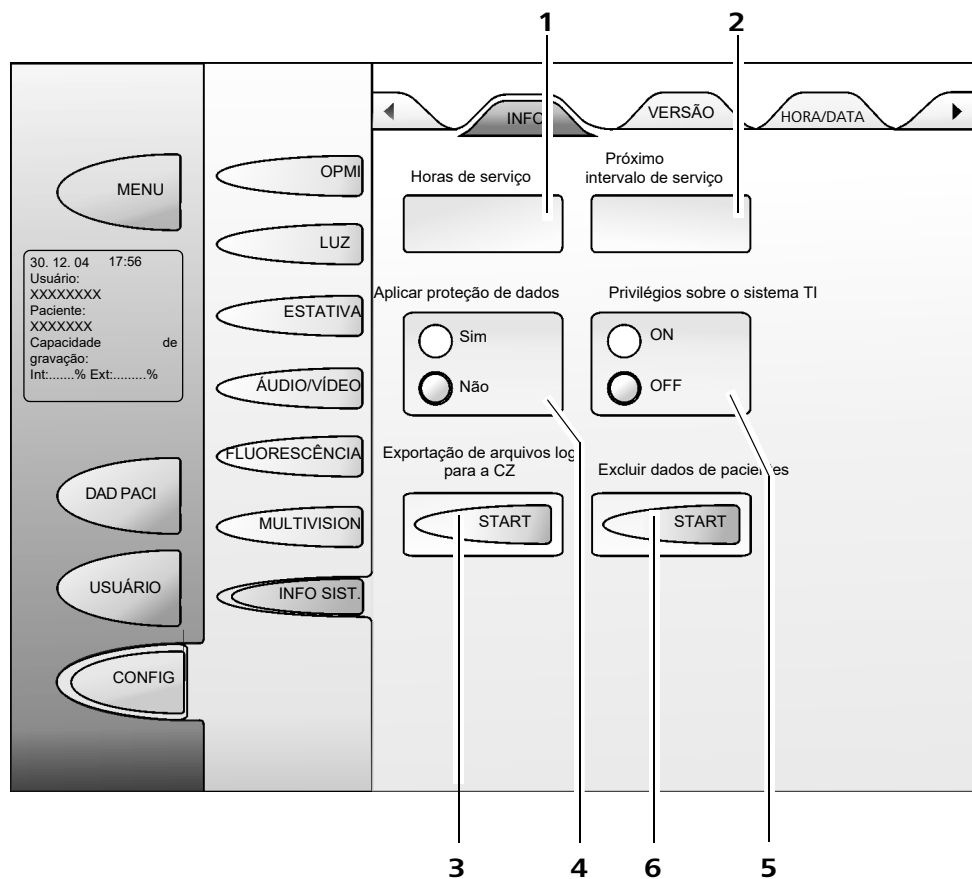 1 2
INFO VERSÃO HORA/DATA
MENU
30. 12. 04 17:56
Usuário:
XXXXXXXX
Paciente:
XXXXXXX
Capacidade de
gravação:
Int:.......% Ext:.........%
DAD PACI
USUÁRIO
CONFIG
OPMI
LUZ
ESTATIVA
ÁUDIO/VÍDEO
FLUORESCÊNCIA
MULTIVISION
INFO SIST.
Horas de serviço
Próximo
intervalo de serviço
Aplicar proteção de dados
Sim
Não
Privilégios sobre o sistema TI
ON
OFF
Exportação de arquivos log
para a CZ
START
Excluir dados de pacientes
START
3 4 6 5